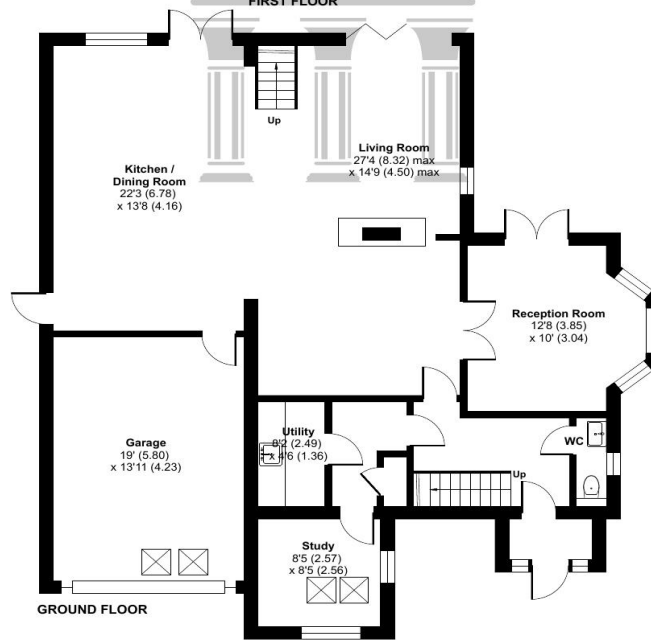 FIRST FLOOR
Up
Living Room
27'4 (8.32) max
x 14'9 (4.50) max
Kitchen /
Dining Room
22'3 (6.78)
x 13'8 (4.16)
Reception Room
12'8 (3.85)
x 10' (3.04)
Garage
19' (5.80)
x 13'11 (4.23)
Utility
8'2 (2.49)
x 4'6 (1.36)
WC
Up
Study
8'5 (2.57)
x 8'5 (2.56)
GROUND FLOOR